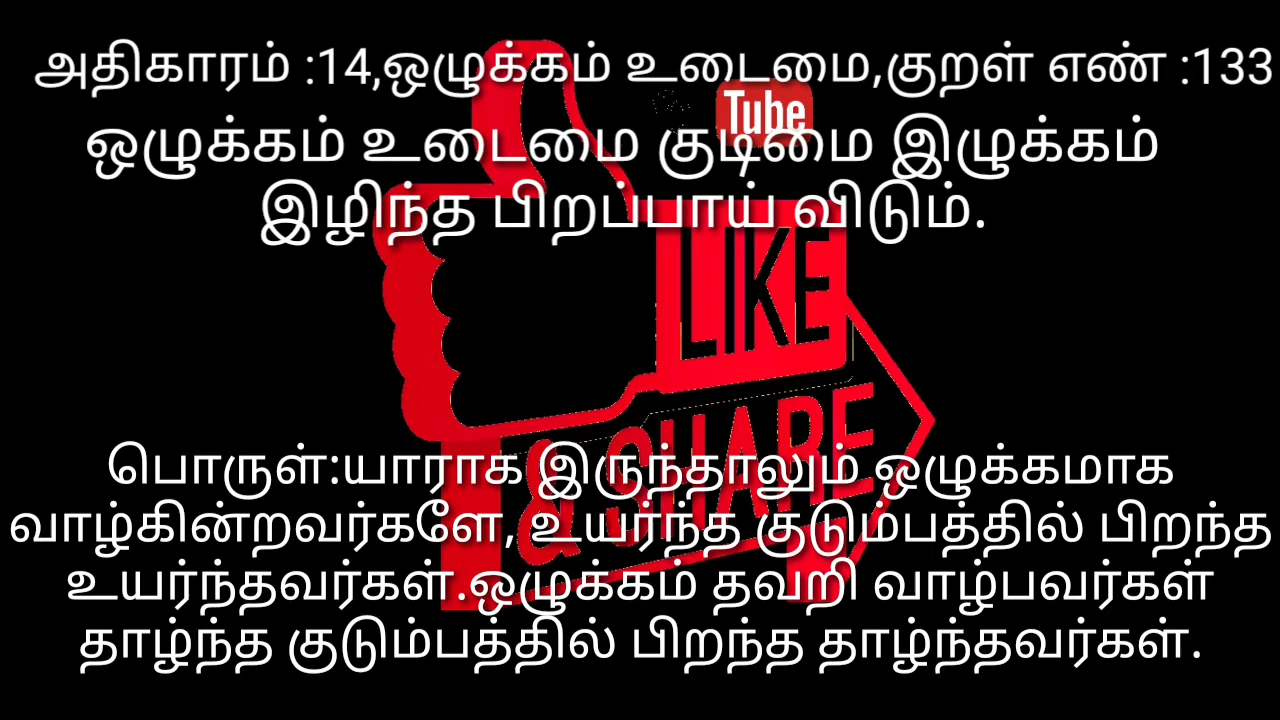 அதிகாரம் :14,ஒழுக்கம் உடைமை,குறள் எண் :133
Tube
ஒழுக்கம் உடைமை குடிமை இழுக்கம்
இழிந்த பிறப்பாய் விடும்.
LIKE
& SHARE
பொருள்:யாராக இருந்தாலும் ஒழுக்கமாக
வாழ்கின்றவர்களே, உயர்ந்த குடும்பத்தில் பிறந்த
உயர்ந்தவர்கள்.ஒழுக்கம் தவறி வாழ்பவர்கள்
தாழ்ந்த குடும்பத்தில் பிறந்த தாழ்ந்தவர்கள்.